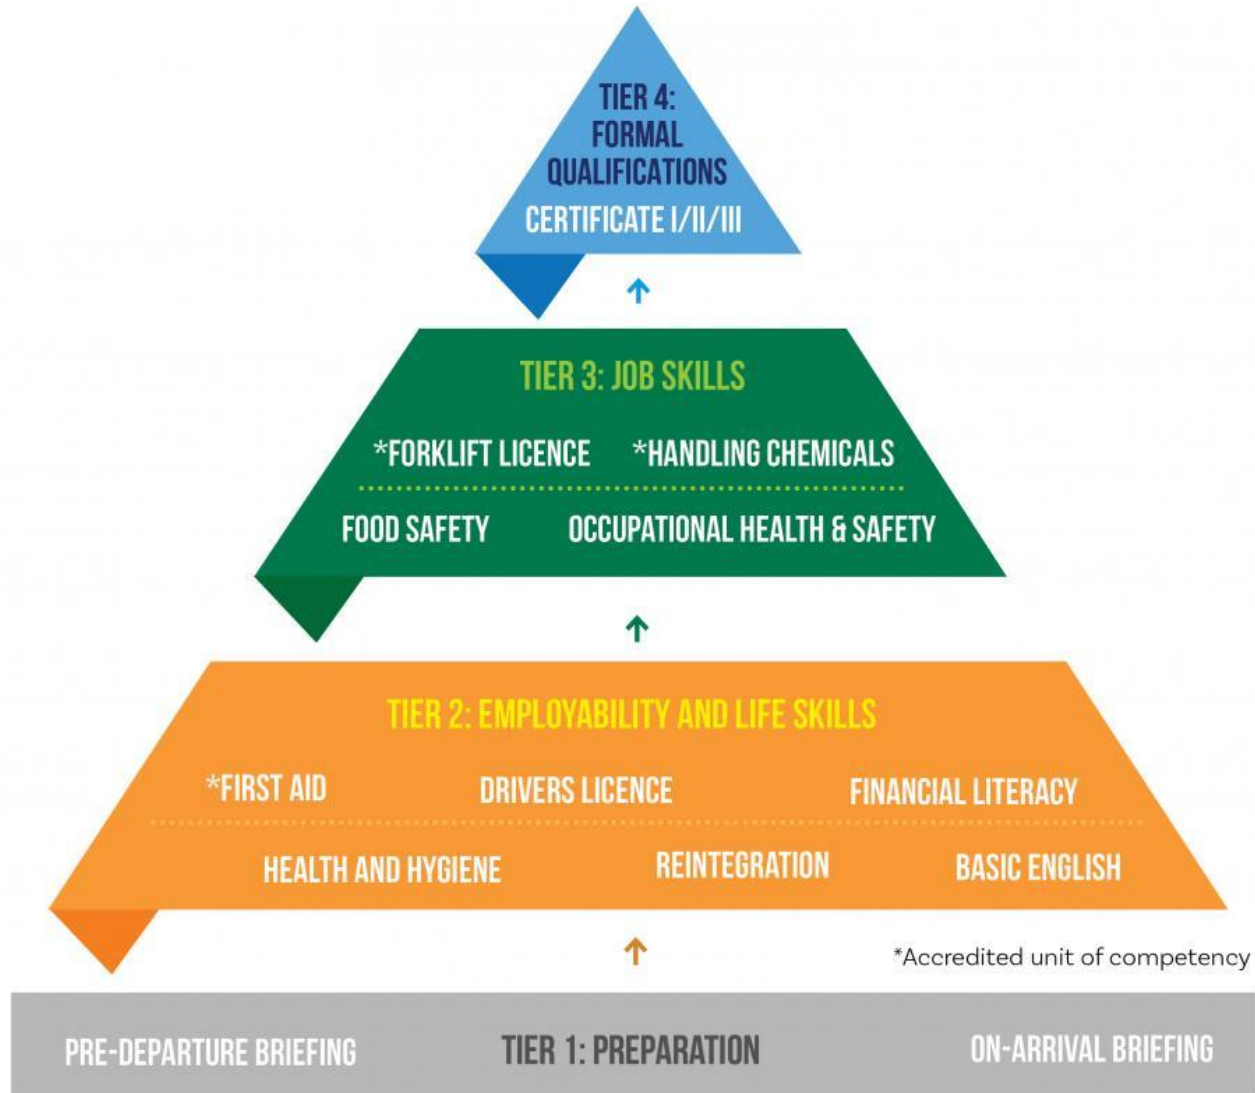 TIER 4:
FORMAL
QUALIFICATIONS
CERTIFICATE I/II/III
TIER 3: JOB SKILLS
*FORKLIFT LICENCE *HANDLING CHEMICALS
FOOD SAFETY OCCUPATIONAL HEALTH & SAFETY
TIER 2: EMPLOYABILITY AND LIFE SKILLS
*FIRST AID DRIVERS LICENCE FINANCIAL LITERACY
HEALTH AND HYGIENE REINTEGRATION BASIC ENGLISH
*Accredited unit of competency
PRE-DEPARTURE BRIEFING TIER 1: PREPARATION ON-ARRIVAL BRIEFING